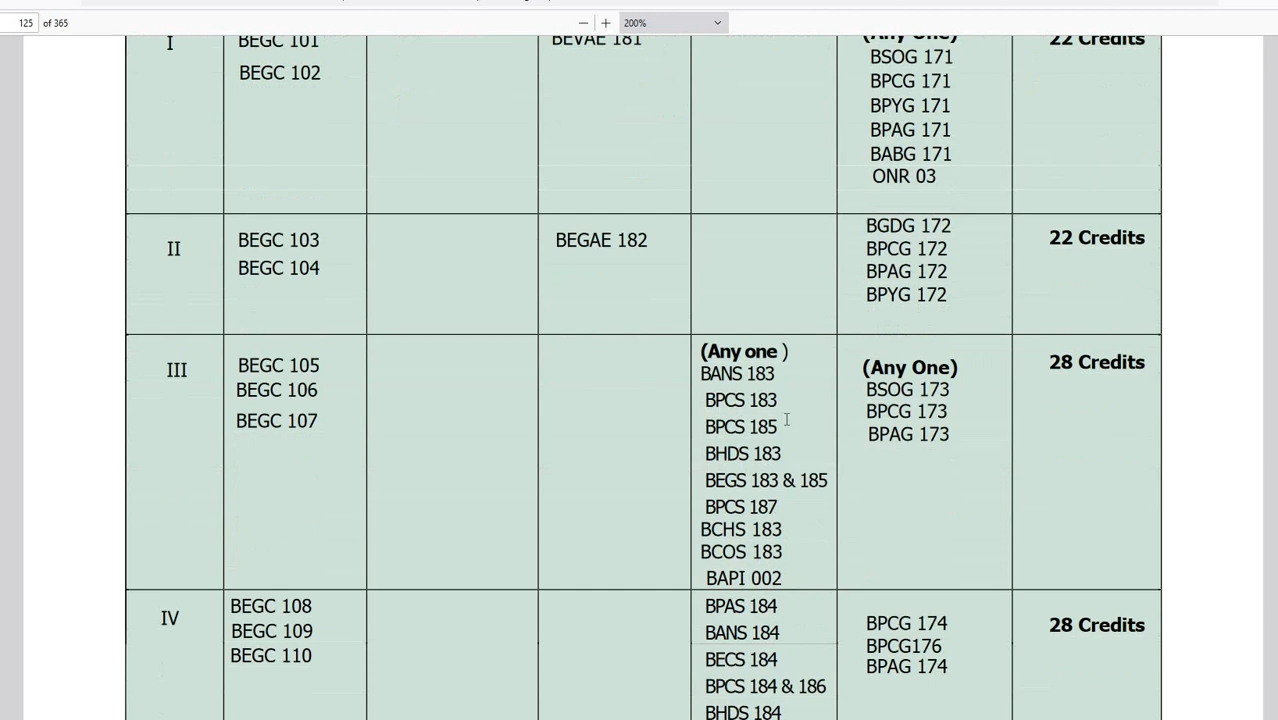 125 of 365
200%
I
BEGC 101
BEGC 102
BEVAE 181
(Any One)
BSOG 171
BPCG 171
BPYG 171
BPAG 171
BABG 171
ONR 03
22 Credits
II
BEGC 103
BEGC 104
BEGAE 182
BGDG 172
BPCG 172
BPAG 172
BPYG 172
22 Credits
III
BEGC 105
BEGC 106
BEGC 107
(Any one )
BANS 183
BPCS 183
BPCS 185
BHDS 183
BEGS 183 & 185
BPCS 187
BCHS 183
BCOS 183
BAPI 002
(Any One)
BSOG 173
BPCG 173
BPAG 173
28 Credits
IV
BEGC 108
BEGC 109
BEGC 110
BPAS 184
BANS 184
BECS 184
BPCS 184 & 186
BHDS 184
BPCG 174
BPCG176
BPAG 174
28 Credits